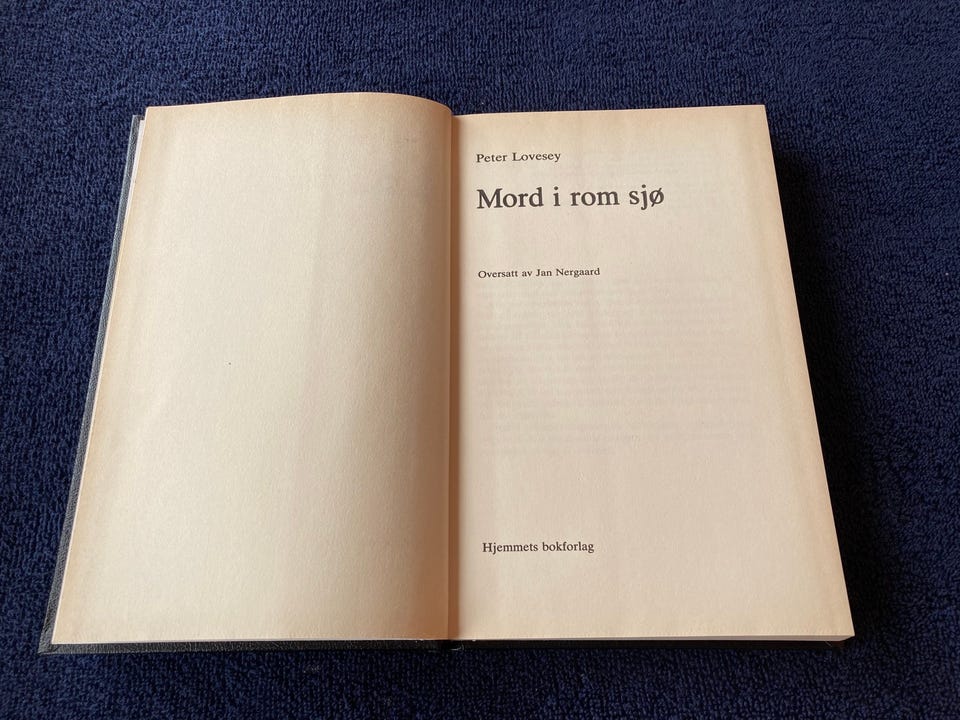 Peter Lovesey
Mord i rom sjø
Oversatt av Jan Nergaard
Hjemmets bokforlag